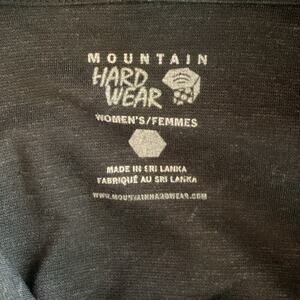 MOUNTAIN
HARD
WEAR
WOMEN'S/FEMMES
MADE IN SRI LANKA
FABRIQUÉ AU SRI LANKA
WWW.MOUNTAINHARDWEAR.COM